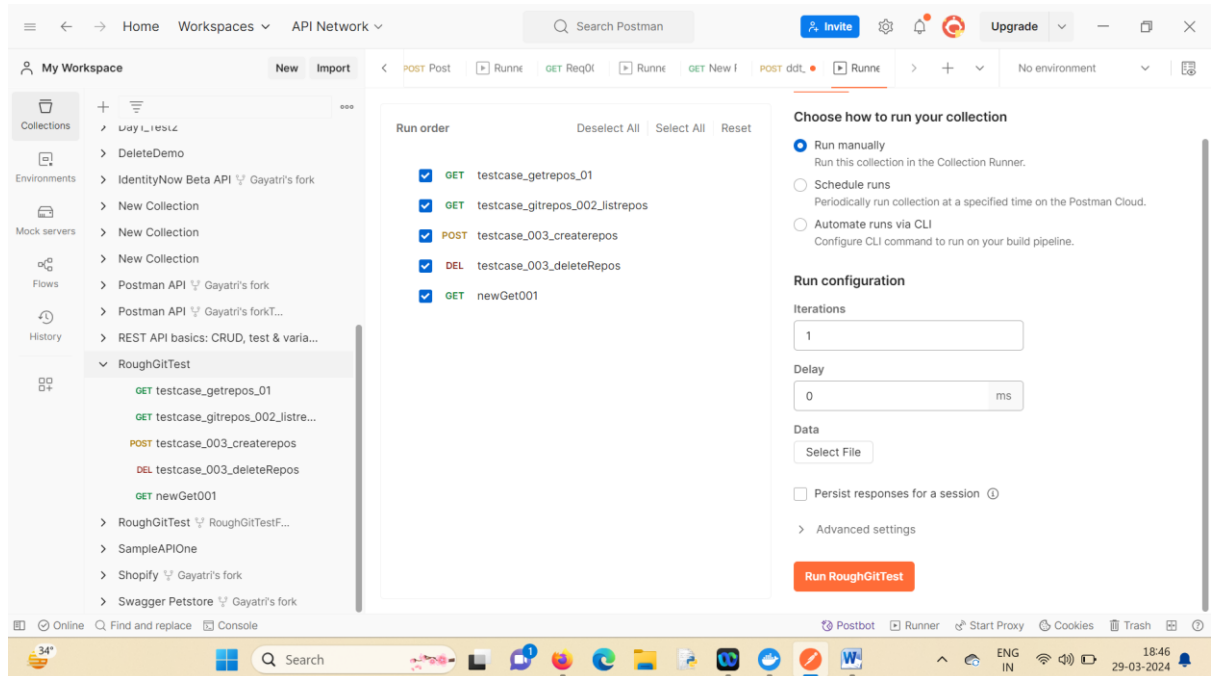 Home Workspaces API Network Search Postman Invite Upgrade
My Workspace New Import POST Post Runne GET Req0( Runne GET New POST ddt_ Runne No environment
Collections
Environments
Mock servers
Flows
History
DeleteDemo
IdentityNow Beta API Gayatri's fork
New Collection
New Collection
New Collection
Postman API Gayatri's fork
Postman API Gayatri's forkT...
REST API basics: CRUD, test & varia...
RoughGitTest
GET testcase_getrepos_01
GET testcase_gitrepos_002_listre...
POST testcase_003_createrepos
DEL testcase_003_deleteRepos
GET newGet001
RoughGitTest RoughGitTestF...
SampleAPIOne
Shopify Gayatri's fork
Swagger Petstore Gayatri's fork
Run order Deselect All Select All Reset
GET testcase_getrepos_01
GET testcase_gitrepos_002_listrepos
POST testcase_003_createrepos
DEL testcase_003_deleteRepos
GET newGet001
Choose how to run your collection
Run manually
Run this collection in the Collection Runner.
Schedule runs
Periodically run collection at a specified time on the Postman Cloud.
Automate runs via CLI
Configure CLI command to run on your build pipeline.
Run configuration
Iterations
1
Delay
0 ms
Data
Select File
Persist responses for a session
Advanced settings
Run RoughGitTest
Online Find and replace Console Postbot Runner Start Proxy Cookies Trash
34° Search 1 ENG 18:46
IN 29-03-2024